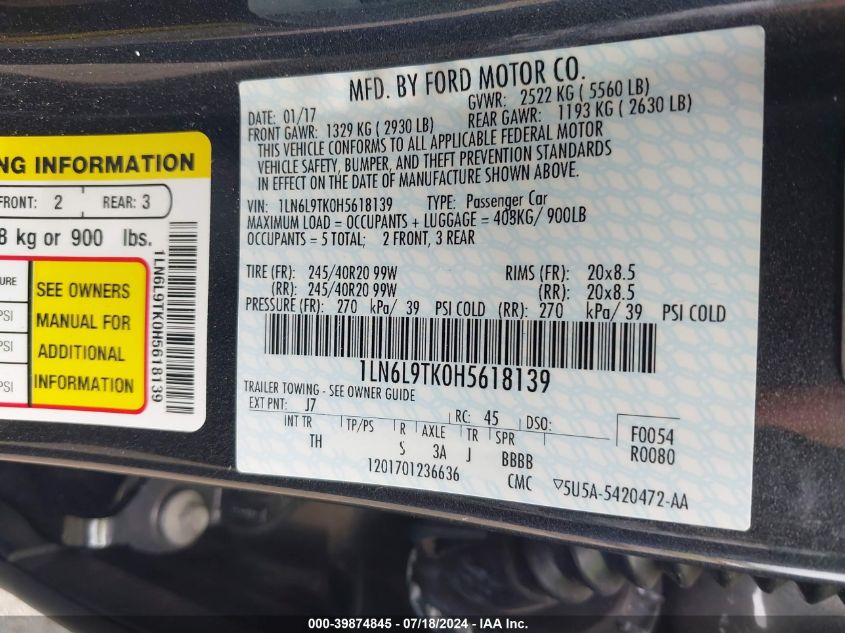 MFD. BY FORD MOTOR CO.
DATE: 01/17 GVWR: 2522 KG ( 5560 LB)
FRONT GAWR: 1329 KG ( 2930 LB) REAR GAWR: 1193 KG ( 2630 LB)
THIS VEHICLE CONFORMS TO ALL APPLICABLE FEDERAL MOTOR
VEHICLE SAFETY, BUMPER, AND THEFT PREVENTION STANDARDS
IN EFFECT ON THE DATE OF MANUFACTURE SHOWN ABOVE.
VIN: 1LN6L9TK0H5618139 TYPE: Passenger Car
MAXIMUM LOAD = OCCUPANTS + LUGGAGE = 408KG/ 900LB
OCCUPANTS = 5 TOTAL; 2 FRONT, 3 REAR
TIRE (FR): 245/40R20 99W RIMS (FR): 20x8.5
(RR): 245/40R20 99W (RR): 20x8.5
PRESSURE (FR): 270 kPa/ 39 PSI COLD (RR): 270 kPa/ 39 PSI COLD
1LN6L9TK0H5618139
TRAILER TOWING - SEE OWNER GUIDE
EXT PNT: J7 RC: 45 DSO:
INT TR TP/PS R AXLE TR SPR F0054
TH S 3A J BBBB R0080
1201701236636 CMC ▽5U5A-5420472-AA
NG INFORMATION
FRONT: 2 REAR: 3
8 kg or 900 lbs.
URE
PSI
PSI
PSI
SEE OWNERS
MANUAL FOR
ADDITIONAL
INFORMATION
1LN6L9TK0H5618139
000-39874845 - 07/18/2024 - IAAI, Inc.